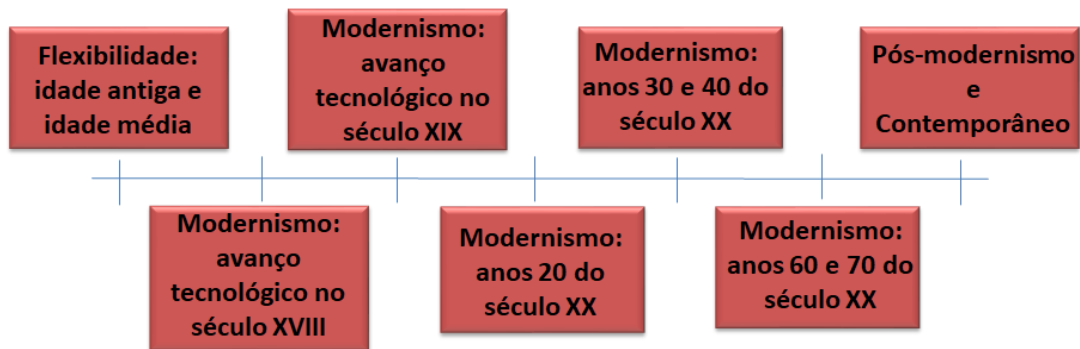 Flexibilidade:
idade antiga e
idade média
Modernismo:
avanço
tecnológico no
século XVIII
Modernismo:
avanço
tecnológico no
século XIX
Modernismo:
anos 20 do
século XX
Modernismo:
anos 30 e 40 do
século XX
Modernismo:
anos 60 e 70 do
século XX
Pós-modernismo
e
Contemporâneo